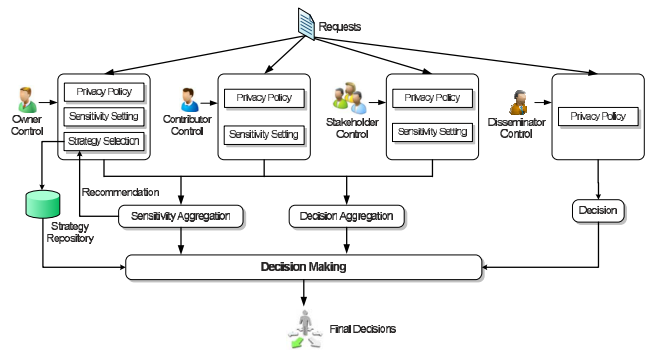 Requests
Privacy Policy
Sensitivity Setting
Strategy Selection
Owner
Control
Privacy Policy
Sensitivity Setting
Contributor
Control
Privacy Policy
Sensitivity Setting
Stakeholder
Control
Privacy Policy
Disseminator
Control
Recommendation
Strategy
Repository
Sensitivity Aggregation
Decision Aggregation
Decision
Decision Making
Final Decisions